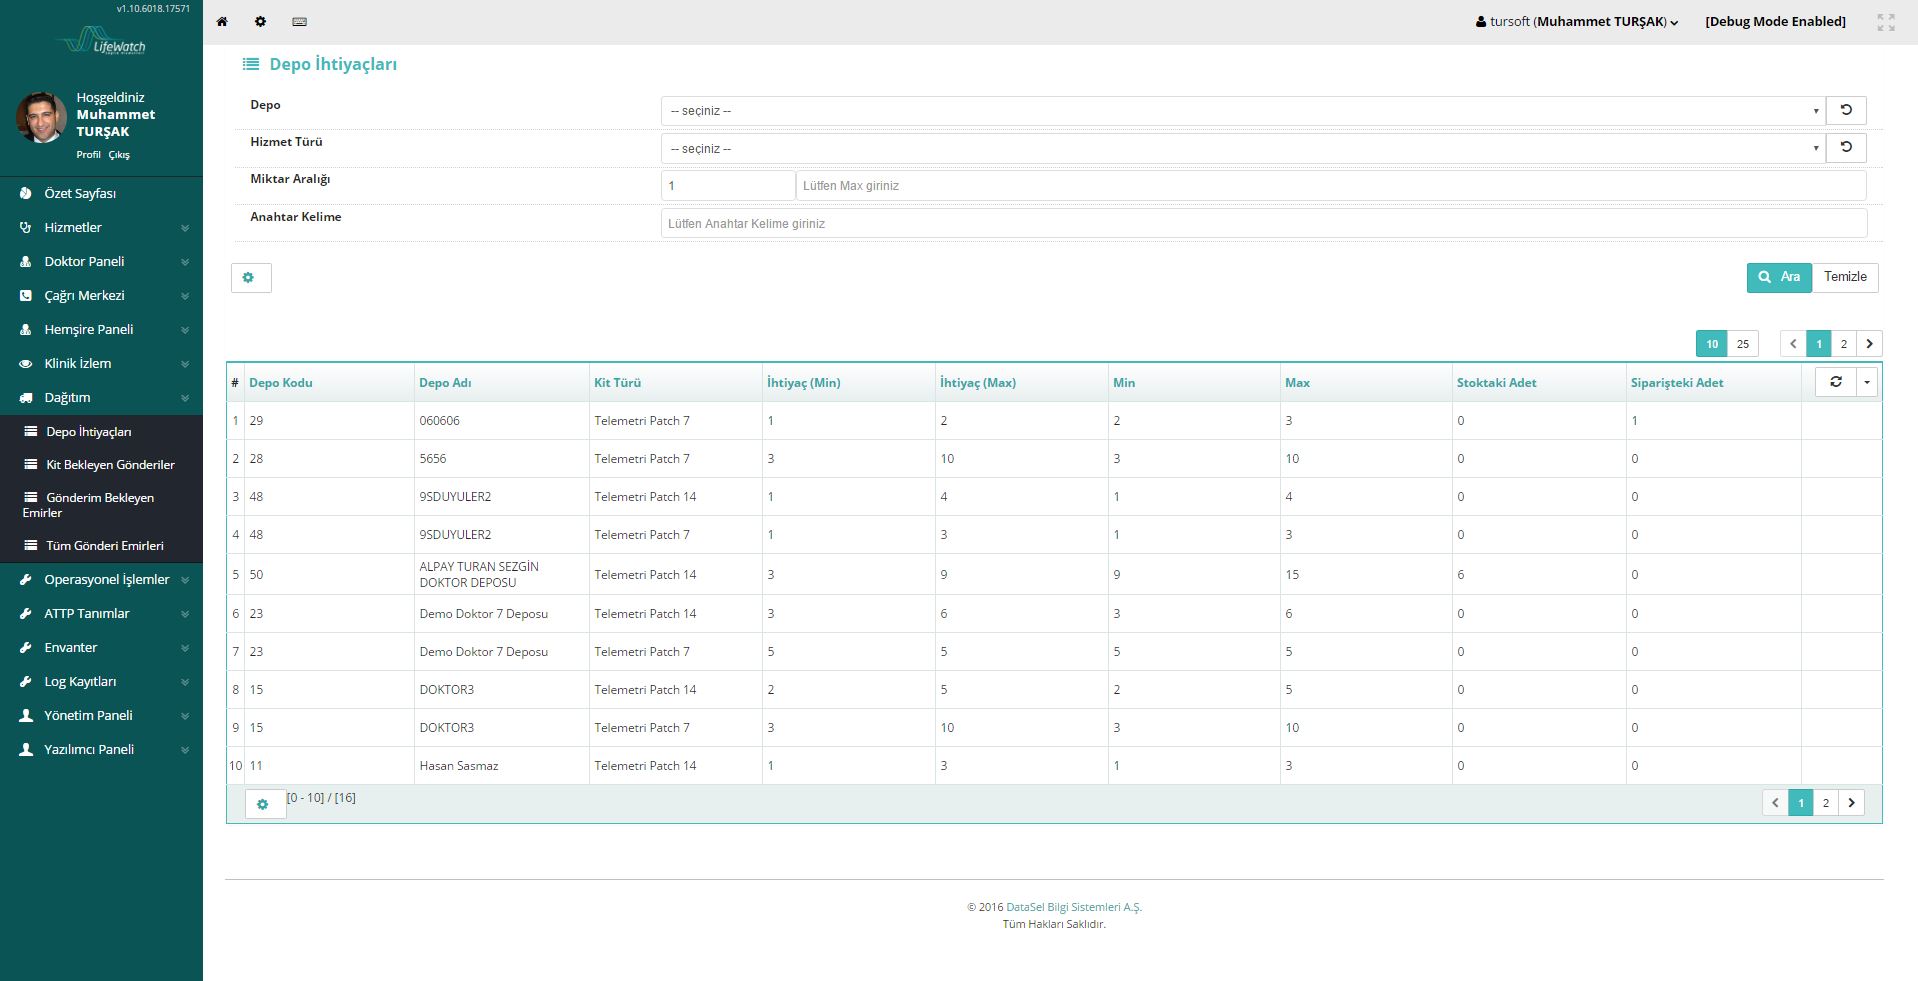 v1.10.6018.17571
LifeWatch
Hoşgeldiniz
Muhammet
TURŞAK
Profil Çıkış
Özet Sayfası
Hizmetler
Doktor Paneli
Çağrı Merkezi
Hemşire Paneli
Klinik İzlem
Dağıtım
Depo İhtiyaçları
Kit Bekleyen Gönderiler
Gönderim Bekleyen
Emirler
Tüm Gönderi Emirleri
Operasyonel İşlemler
ATTP Tanımlar
Envanter
Log Kayıtları
Yönetim Paneli
Yazılımcı Paneli
tursoft (Muhammet TURŞAK) [Debug Mode Enabled]
Depo İhtiyaçları
Depo -- seçiniz --
Hizmet Türü -- seçiniz --
Miktar Aralığı 1 Lütfen Max giriniz
Anahtar Kelime Lütfen Anahtar Kelime giriniz
Ara Temizle
10 25 1 2
# Depo Kodu Depo Adı Kit Türü İhtiyaç (Min) İhtiyaç (Max) Min Max Stoktaki Adet Siparişteki Adet
1 29 060606 Telemetri Patch 7 1 2 2 3 0 1
2 28 5656 Telemetri Patch 7 3 10 3 10 0 0
3 48 9SDUYULER2 Telemetri Patch 14 1 4 1 4 0 0
4 48 9SDUYULER2 Telemetri Patch 7 1 3 1 3 0 0
5 50 ALPAY TURAN SEZGİN DOKTOR DEPOSU Telemetri Patch 14 3 9 9 15 6 0
6 23 Demo Doktor 7 Deposu Telemetri Patch 14 3 6 3 6 0 0
7 23 Demo Doktor 7 Deposu Telemetri Patch 7 5 5 5 5 0 0
8 15 DOKTOR3 Telemetri Patch 14 2 5 2 5 0 0
9 15 DOKTOR3 Telemetri Patch 7 3 10 3 10 0 0
10 11 Hasan Sasmaz Telemetri Patch 14 1 3 1 3 0 0
[0 - 10] / [16] 1 2
© 2016 DataSel Bilgi Sistemleri A.Ş.
Tüm Hakları Saklıdır.